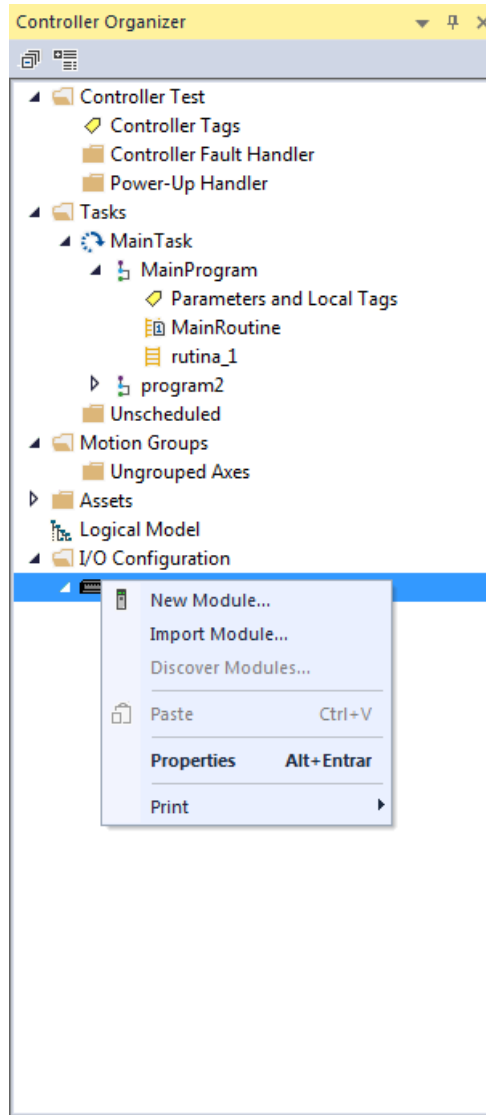 Controller Organizer
Controller Test
Controller Tags
Controller Fault Handler
Power-Up Handler
Tasks
MainTask
MainProgram
Parameters and Local Tags
MainRoutine
rutina_1
program2
Unscheduled
Motion Groups
Ungrouped Axes
Assets
Logical Model
I/O Configuration
New Module...
Import Module...
Discover Modules...
Paste Ctrl+V
Properties Alt+Entrar
Print